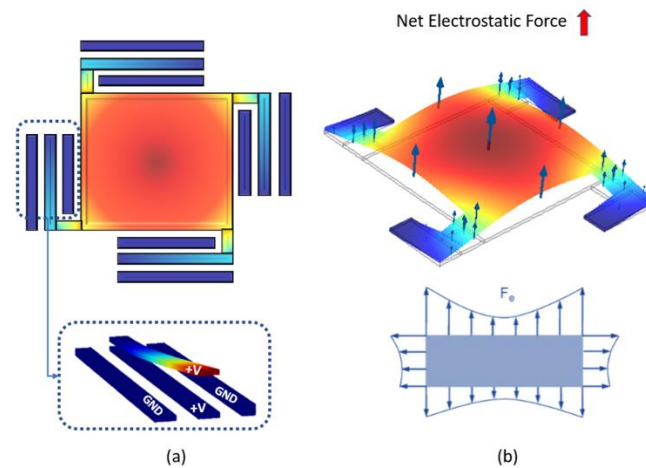 Net Electrostatic Force
+V
GND
+V
GND
Fe
(a)
(b)